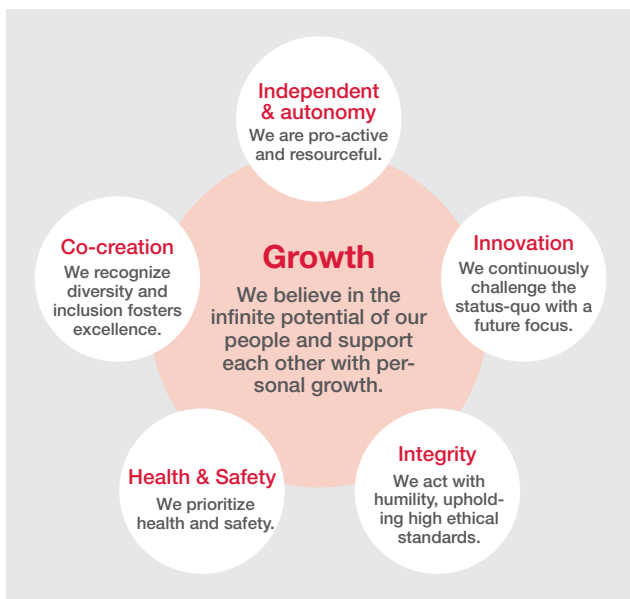 Independent
& autonomy
We are pro-active
and resourceful.
Co-creation
We recognize
diversity and
inclusion fosters
excellence.
Growth
We believe in the
infinite potential of our
people and support
each other with per-
sonal growth.
Innovation
We continuously
challenge the
status-quo with a
future focus.
Health & Safety
We prioritize
health and safety.
Integrity
We act with
humility, uphold-
ing high ethical
standards.